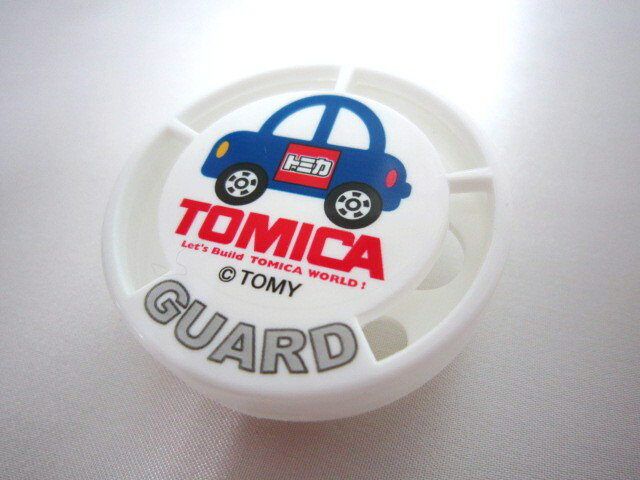 トミカ
TOMICA
Let's Build TOMICA WORLD!
© TOMY
GUARD